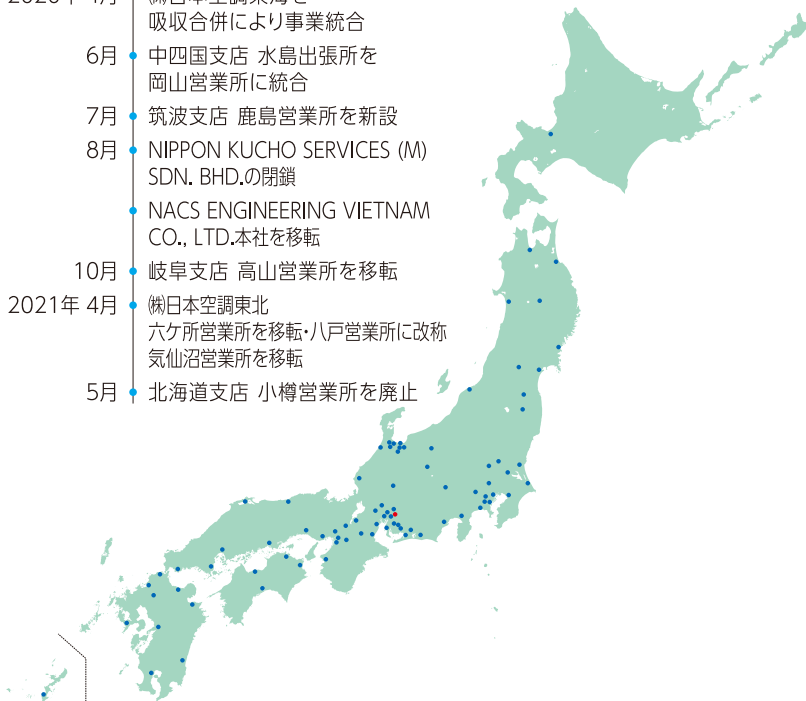 吸収合併により事業統合
6月 中四国支店 水島出張所を
岡山営業所に統合
7月 筑波支店 鹿島営業所を新設
8月 NIPPON KUCHO SERVICES (M)
SDN. BHD.の閉鎖
NACS ENGINEERING VIETNAM
CO., LTD.本社を移転
10月 岐阜支店 高山営業所を移転
2021年 4月 ㈱日本空調東北
六ケ所営業所を移転・八戸営業所に改称
気仙沼営業所を移転
5月 北海道支店 小樽営業所を廃止